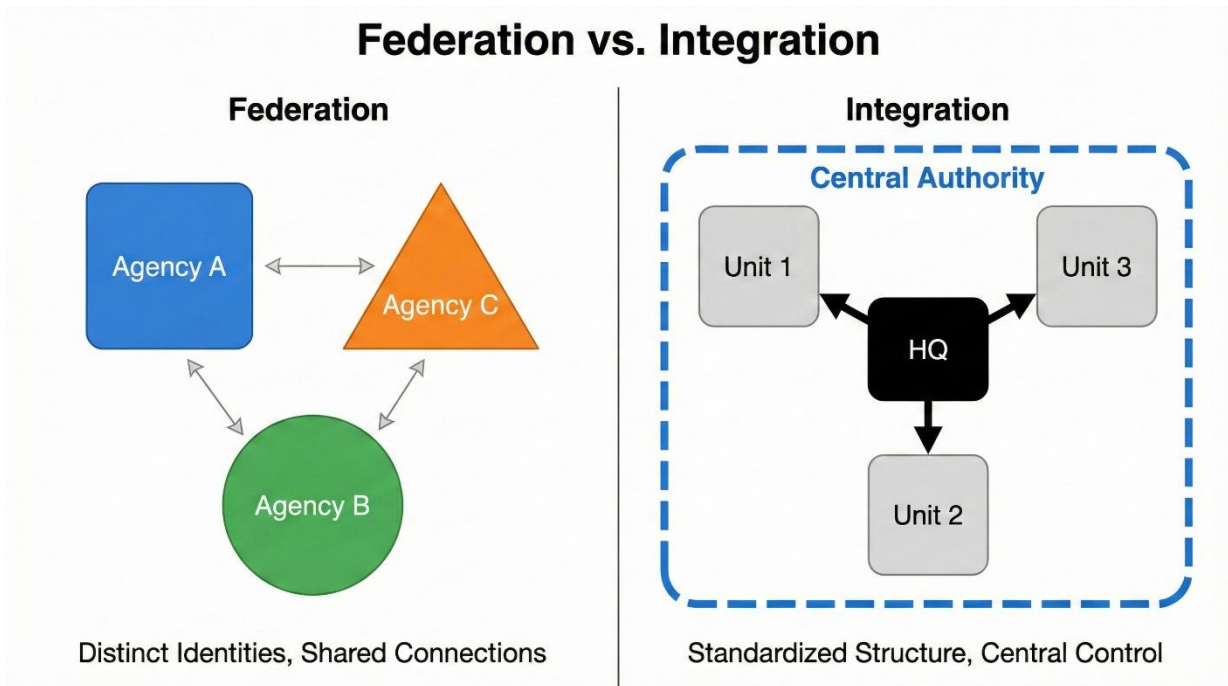 Federation vs. Integration
Federation
Agency A
Agency C
Agency B
Distinct Identities, Shared Connections
Integration
Central Authority
Unit 1
Unit 3
HQ
Unit 2
Standardized Structure, Central Control